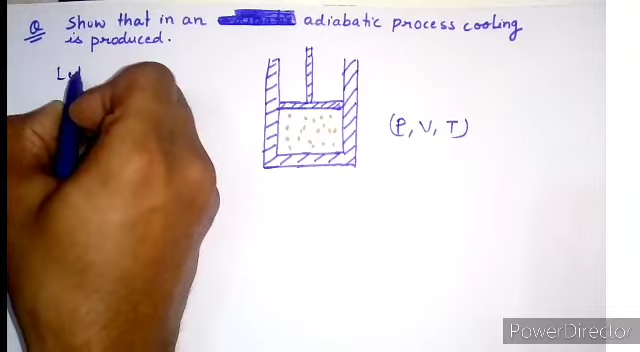 Q Show that in an adiabatic process cooling
is produced.
(P, V, T)
PowerDirector